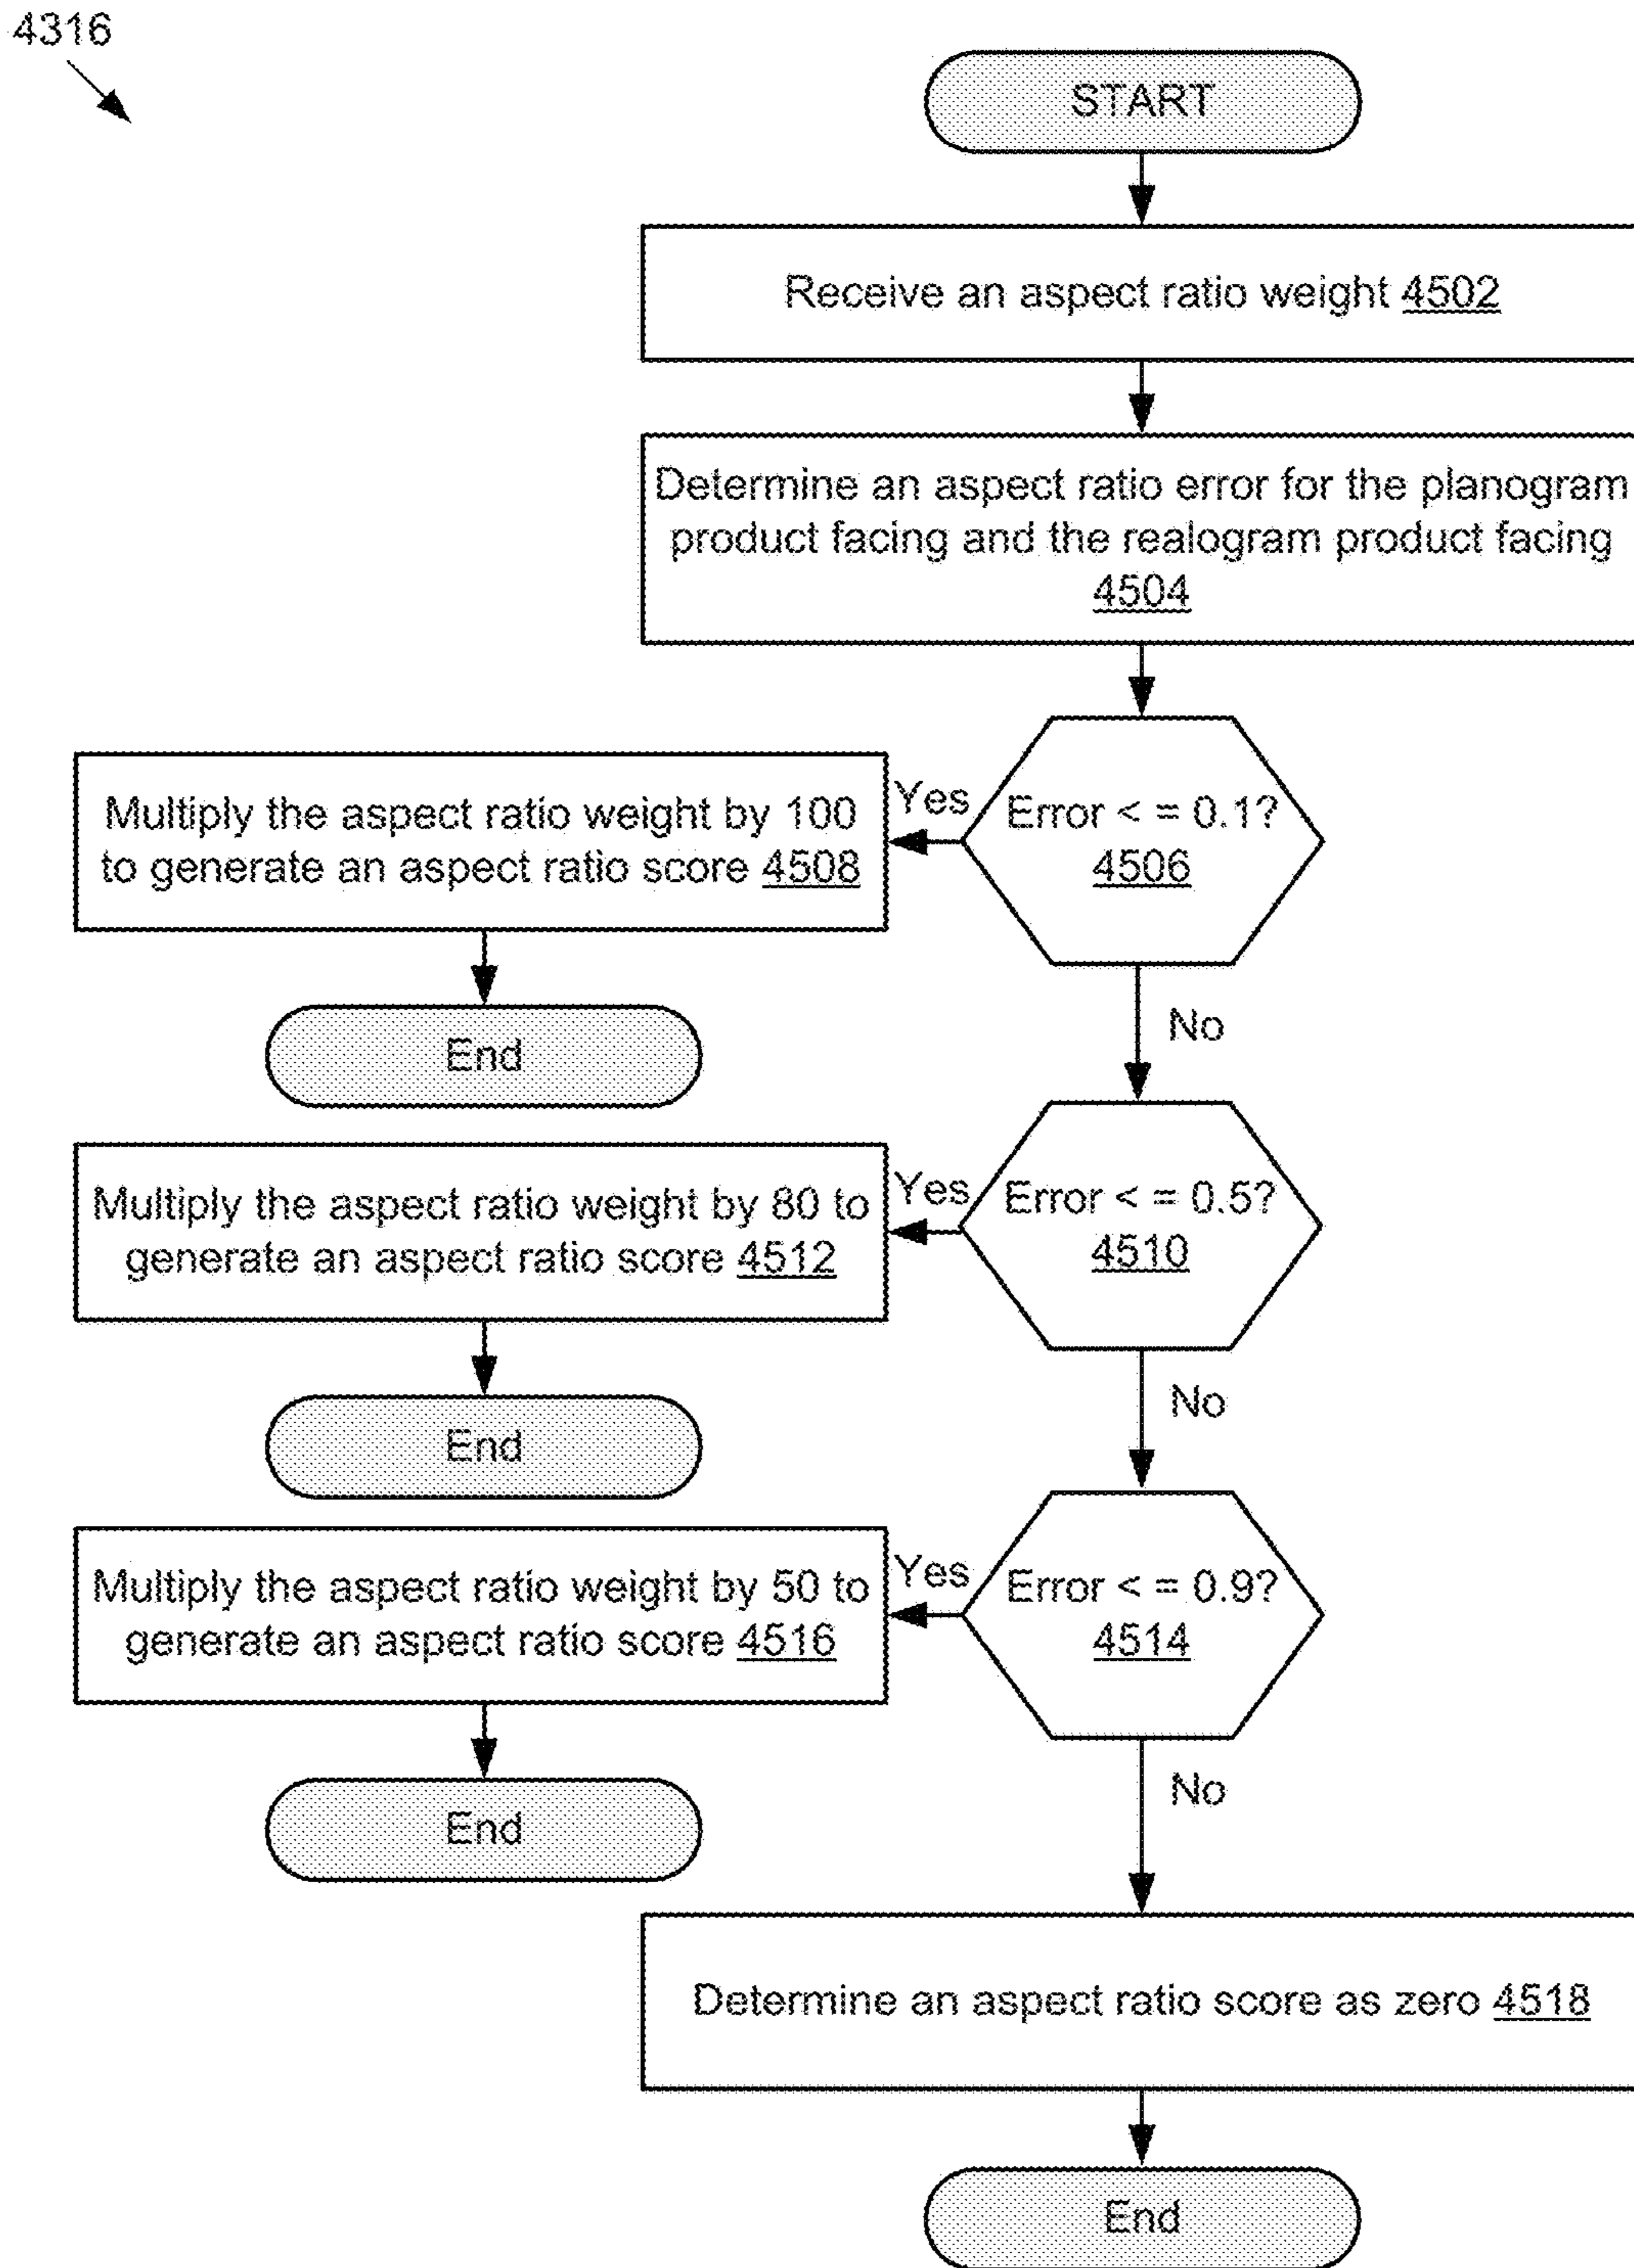 4316
START
Receive an aspect ratio weight 4502
Determine an aspect ratio error for the planogram
product facing and the realogram product facing
4504
Error < = 0.1?
4506
Yes
Multiply the aspect ratio weight by 100
to generate an aspect ratio score 4508
End
No
Error < = 0.5?
4510
Yes
Multiply the aspect ratio weight by 80 to
generate an aspect ratio score 4512
End
No
Error < = 0.9?
4514
Yes
Multiply the aspect ratio weight by 50 to
generate an aspect ratio score 4516
End
No
Determine an aspect ratio score as zero 4518
End